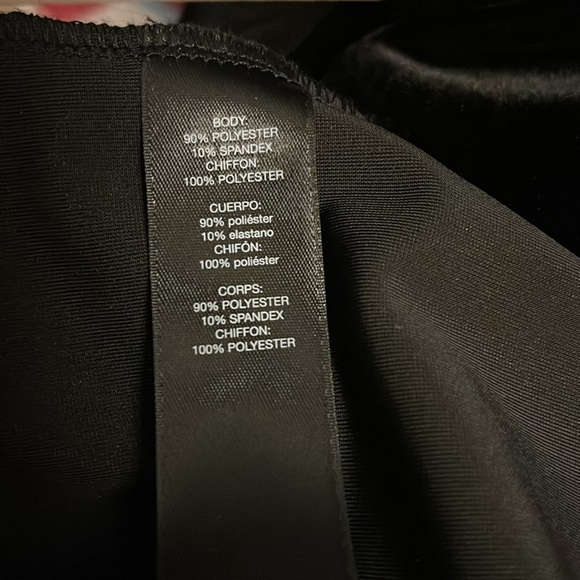 BODY:
90% POLYESTER
10% SPANDEX
CHIFFON:
100% POLYESTER
CUERPO:
90% poliéster
10% elastano
CHIFÓN:
100% poliéster
CORPS:
90% POLYESTER
10% SPANDEX
CHIFFON:
100% POLYESTER